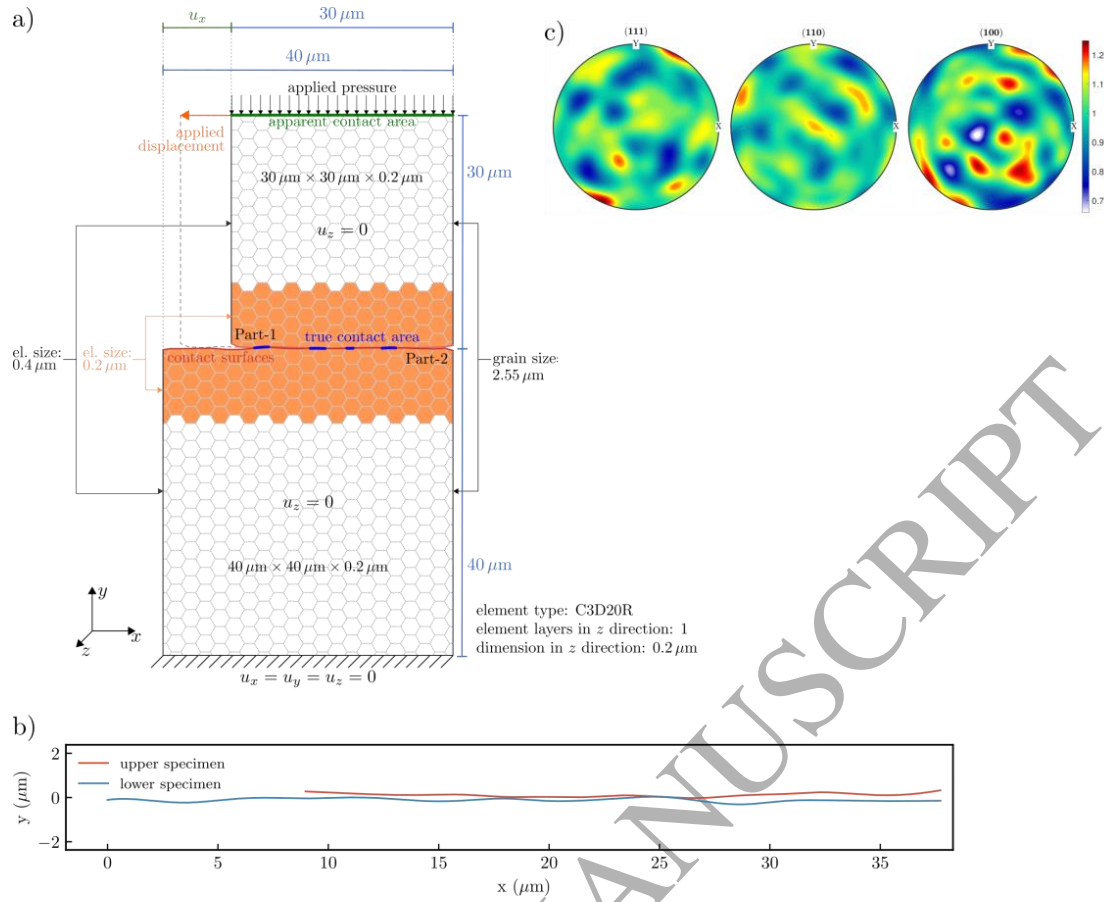 a)
u_x
30 μm
40 μm
applied pressure
apparent contact area
applied
displacement
30 μm × 30 μm × 0.2 μm
30 μm
u_z = 0
Part-1
true contact area
el. size:
0.4 μm
el. size:
0.2 μm
contact surfaces
Part-2
grain size:
2.55 μm
u_z = 0
40 μm × 40 μm × 0.2 μm
40 μm
y
x
z
element type: C3D20R
element layers in z direction: 1
dimension in z direction: 0.2 μm
u_x = u_y = u_z = 0
c)
(111)
Y
X
(110)
Y
X
(100)
Y
X
1.2
1.1
1
0.9
0.8
0.7
b)
upper specimen
lower specimen
y (μm)
2
0
−2
0 5 10 15 20 25 30 35
x (μm)
ANUSCRIPT